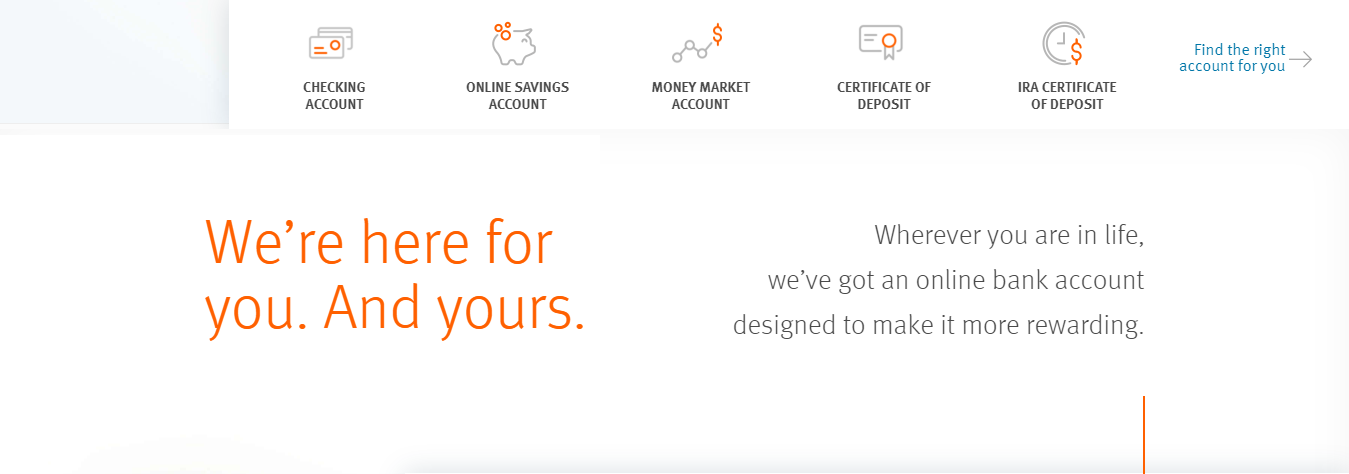 CHECKING
ACCOUNT
ONLINE SAVINGS
ACCOUNT
MONEY MARKET
ACCOUNT
CERTIFICATE OF
DEPOSIT
IRA CERTIFICATE
OF DEPOSIT
Find the right
account for you
We’re here for
you. And yours.
Wherever you are in life,
we’ve got an online bank account
designed to make it more rewarding.